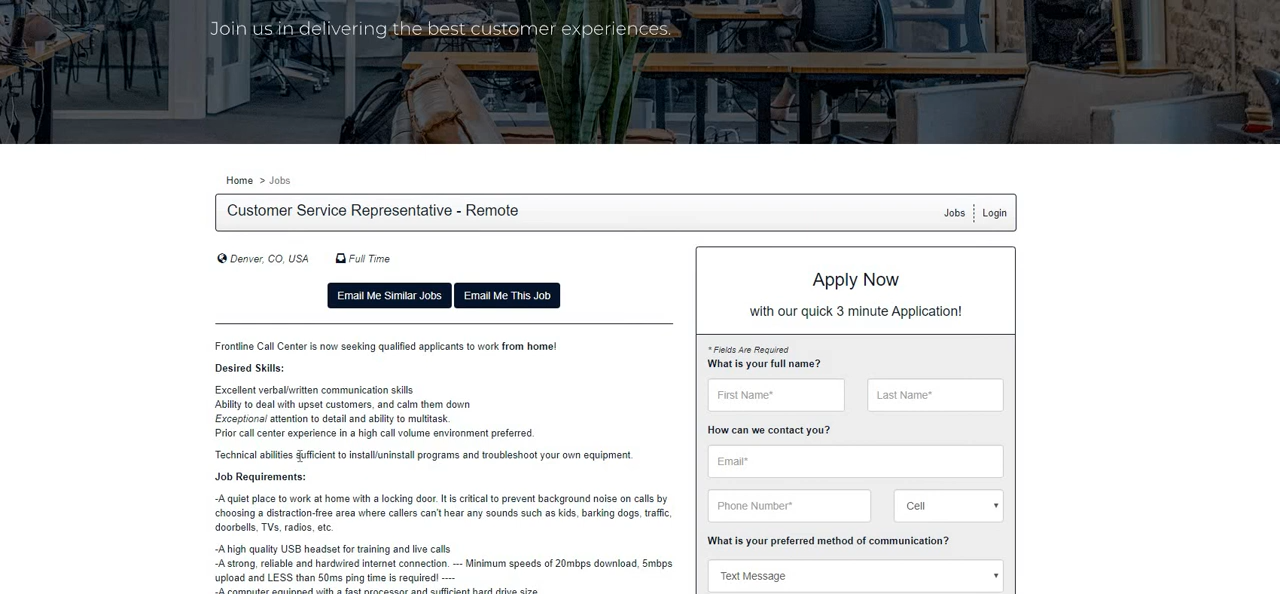 Join us in delivering the best customer experiences.
Home > Jobs
Customer Service Representative - Remote
Jobs
Login
Denver, CO, USA
Full Time
Email Me Similar Jobs
Email Me This Job
Frontline Call Center is now seeking qualified applicants to work from home!
Desired Skills:
Excellent verbal/written communication skills
Ability to deal with upset customers, and calm them down
Exceptional attention to detail and ability to multitask.
Prior call center experience in a high call volume environment preferred.
Technical abilities sufficient to install/uninstall programs and troubleshoot your own equipment.
Job Requirements:
-A quiet place to work at home with a locking door. It is critical to prevent background noise on calls by
choosing a distraction-free area where callers can't hear any sounds such as kids, barking dogs, traffic,
doorbells, TVs, radios, etc.
-A high quality USB headset for training and live calls
-A strong, reliable and hardwired internet connection. --- Minimum speeds of 20mbps download, 5mbps
upload and LESS than 50ms ping time is required! ----
-A computer equipped with a fast processor and sufficient hard drive size
Apply Now
with our quick 3 minute Application!
* Fields Are Required
What is your full name?
First Name*
Last Name*
How can we contact you?
Email*
Phone Number*
Cell
What is your preferred method of communication?
Text Message